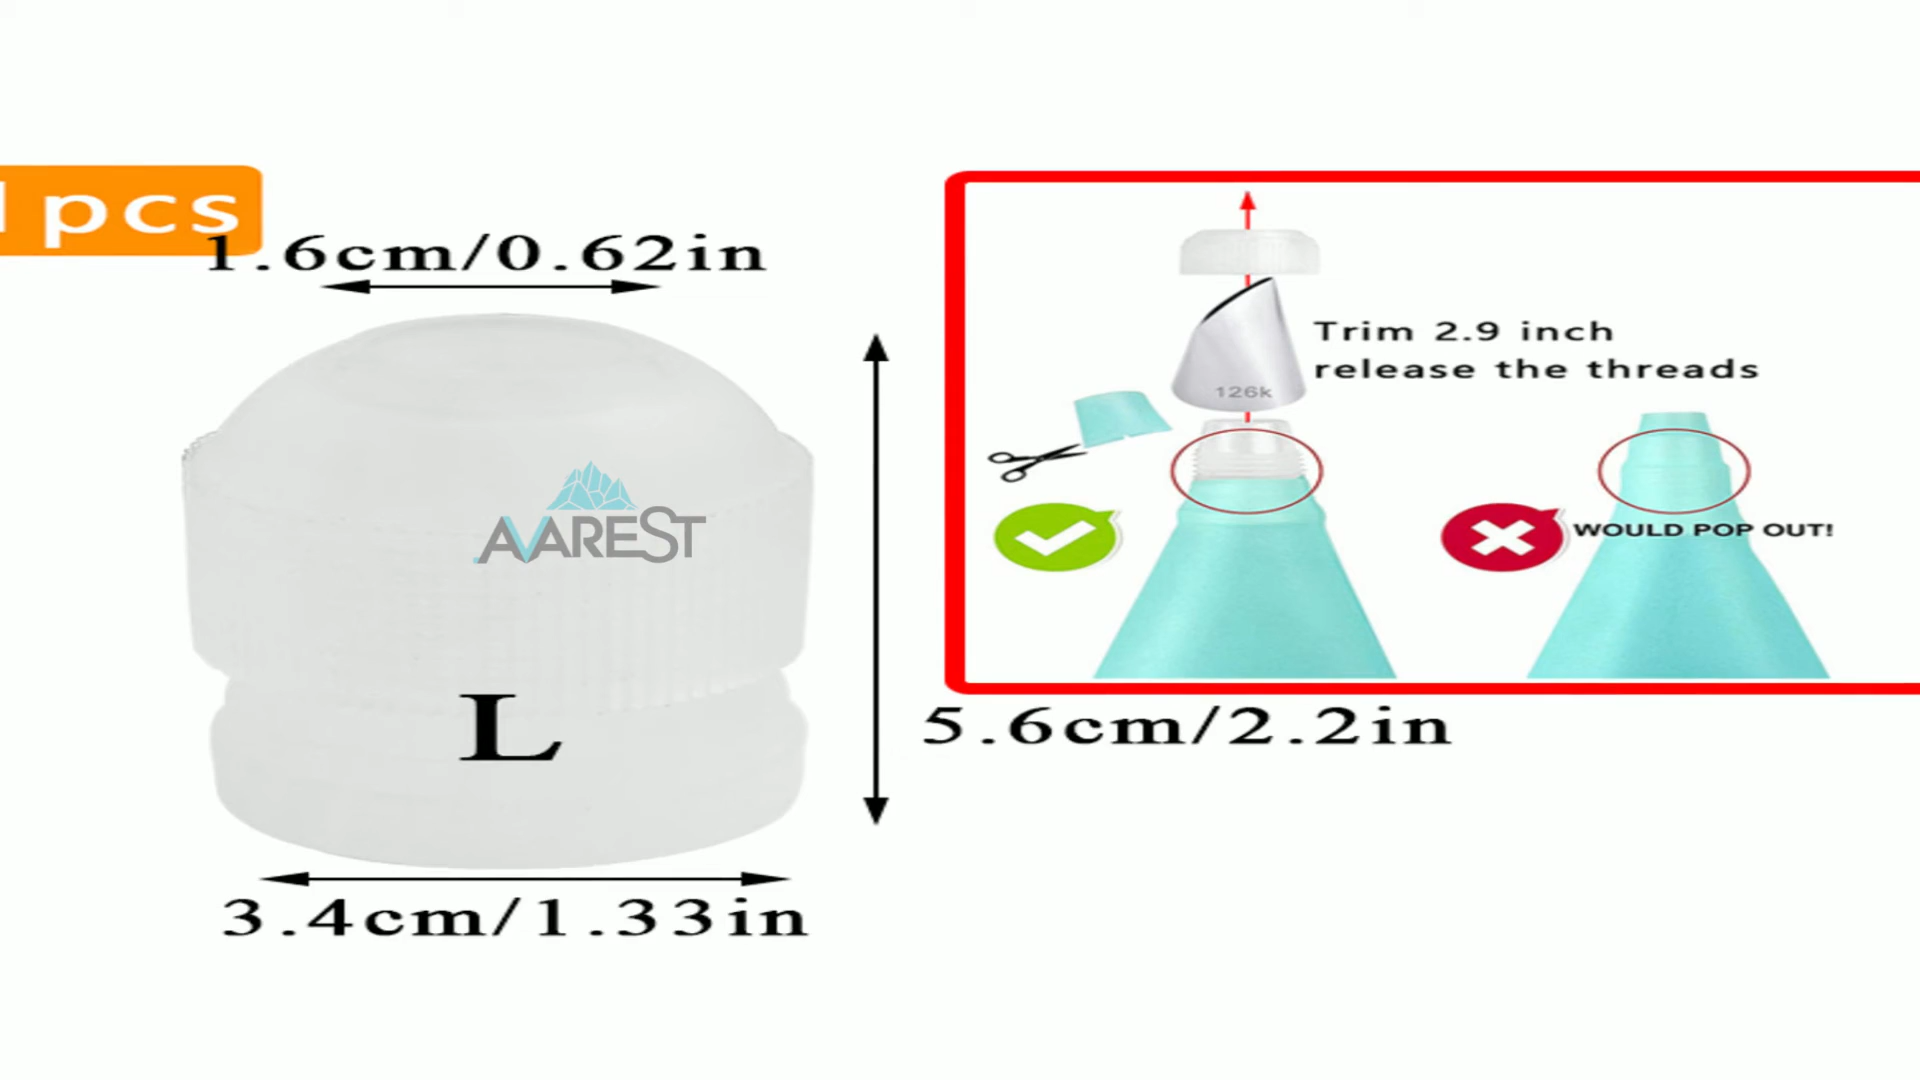 pcs
1.6cm/0.62in
Trim 2.9 inch
release the threads
126k
WOULD POP OUT!
AVAREST
L
5.6cm/2.2in
3.4cm/1.33in